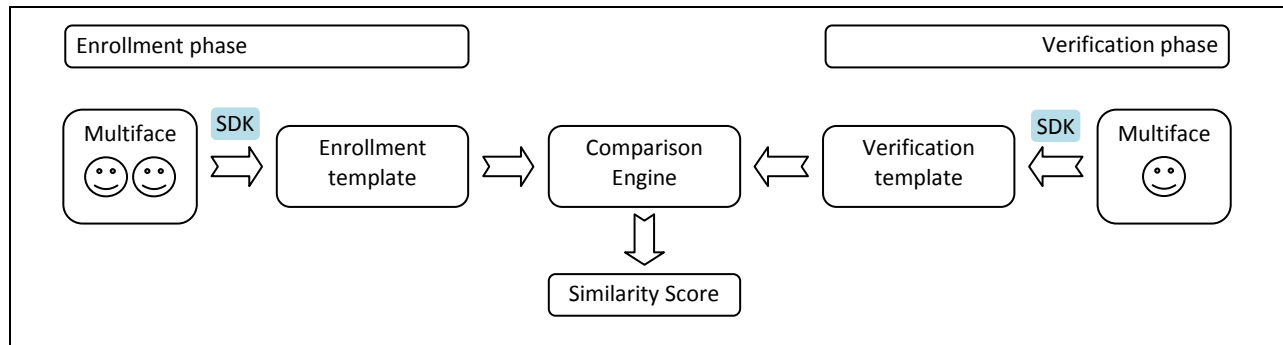 Enrollment phase
Verification phase
Multiface
SDK
Enrollment
template
Comparison
Engine
Verification
template
SDK
Multiface
Similarity Score